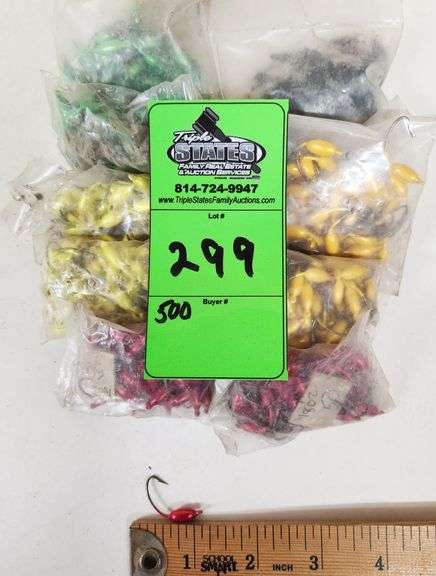 Triple
STATES
FAMILY REAL ESTATE
& AUCTION SERVICES
814-724-9947
www.TripleStatesFamilyAuctions.com
Lot #
299
Buyer #
500
1 SCHOOL SMART 2 INCH 3 4